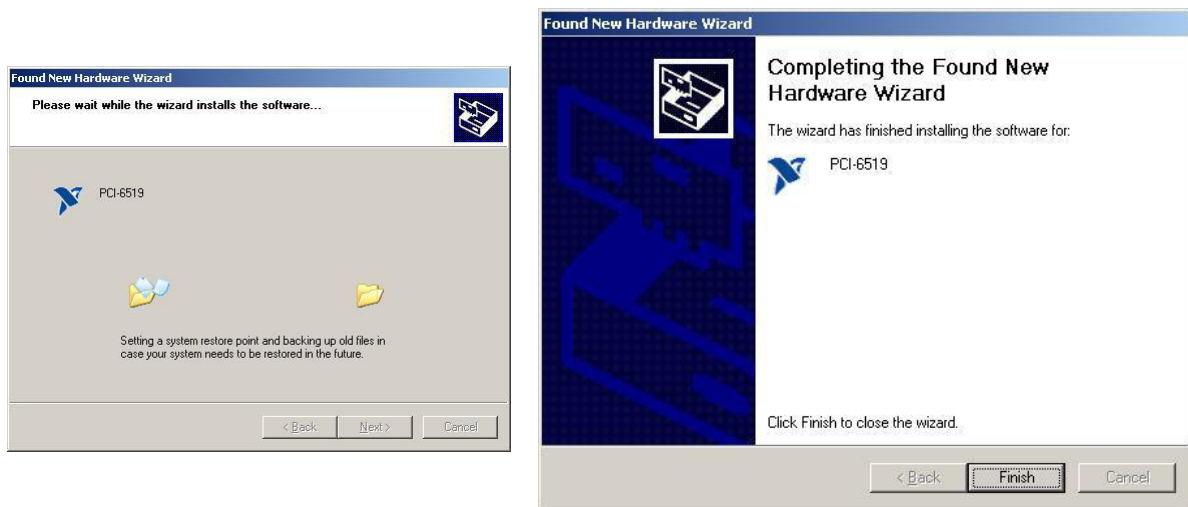 Found New Hardware Wizard
Please wait while the wizard installs the software...
PCI-6519
Setting a system restore point and backing up old files in
case your system needs to be restored in the future.
< Back
Next >
Cancel
Found New Hardware Wizard
Completing the Found New
Hardware Wizard
The wizard has finished installing the software for:
PCI-6519
Click Finish to close the wizard.
< Back
Finish
Cancel